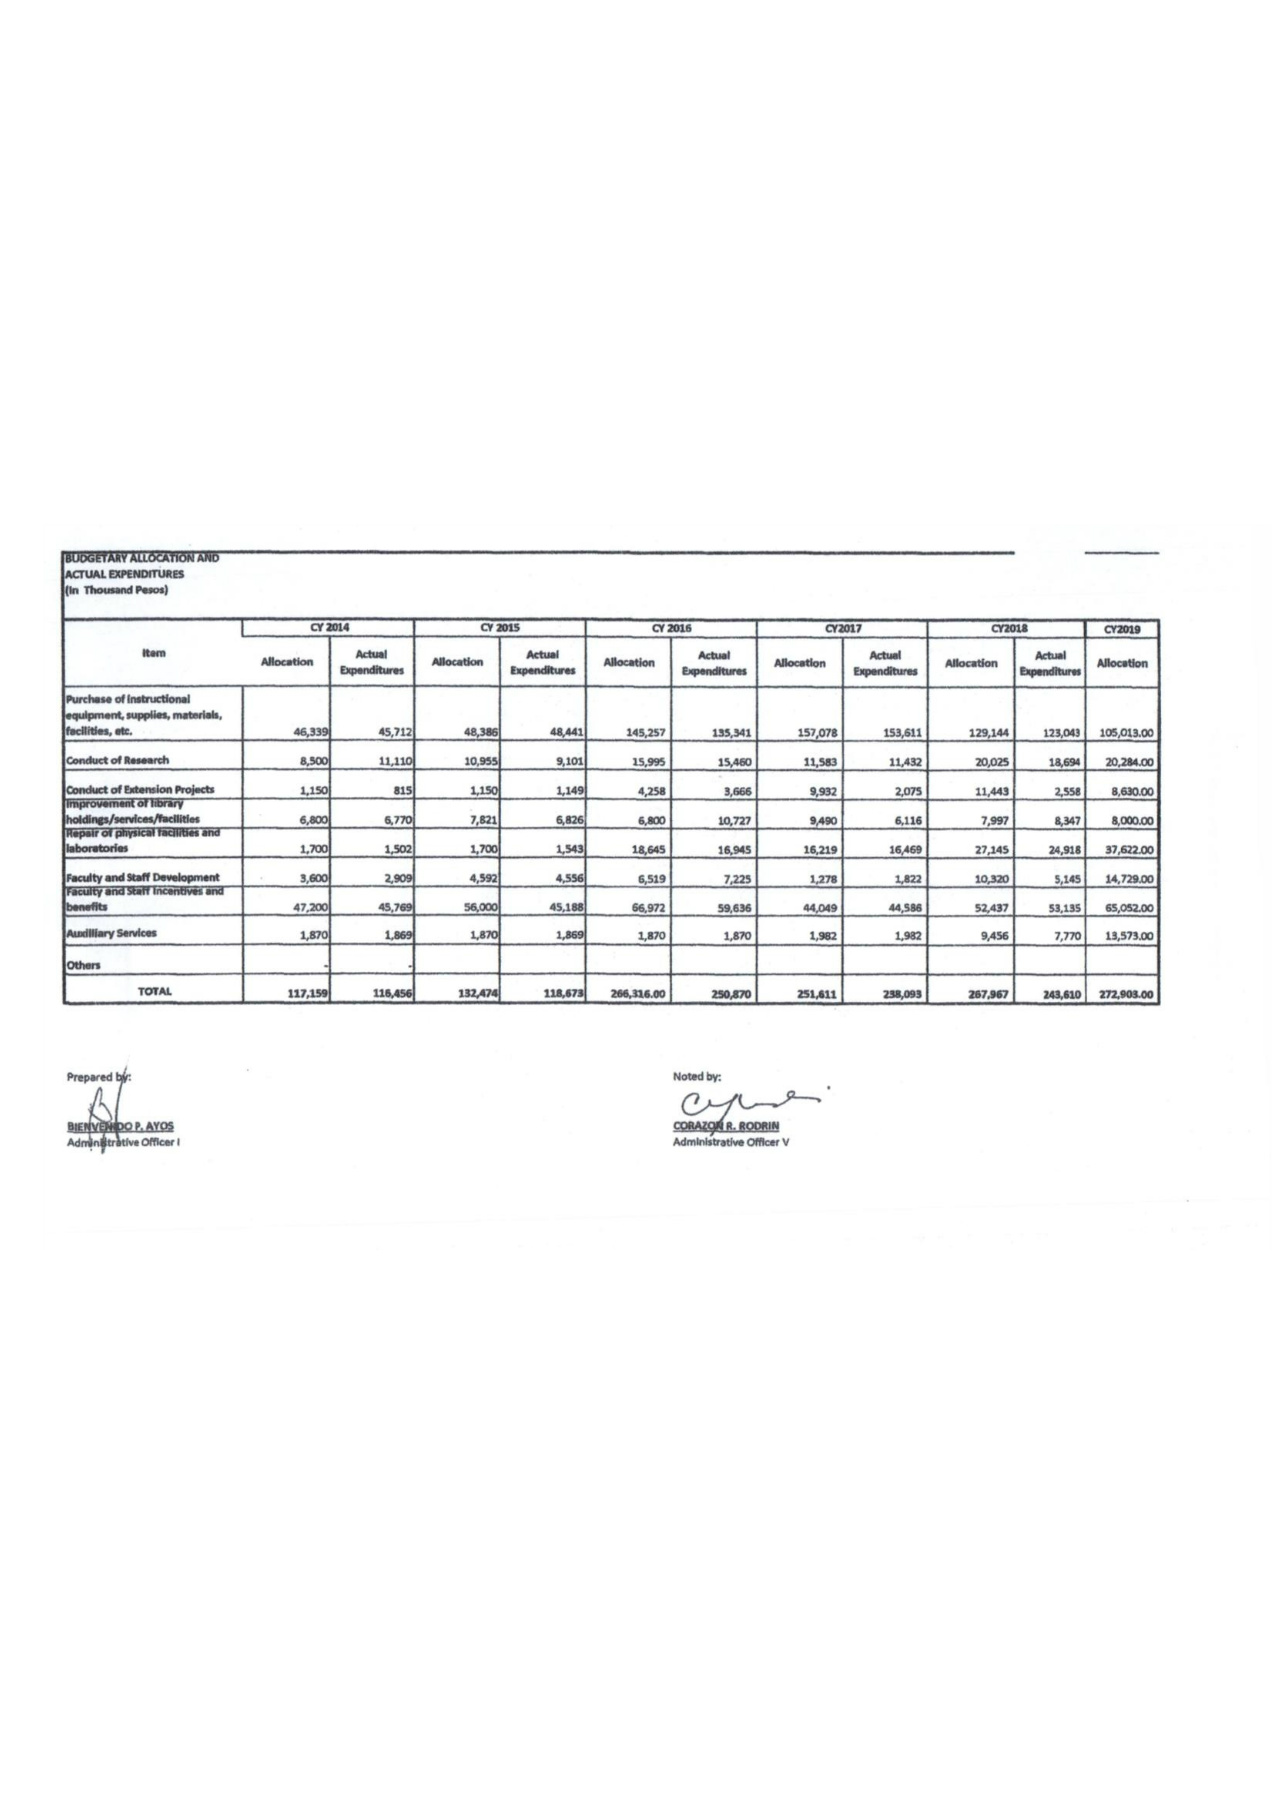 BUDGETARY ALLOCATION AND
ACTUAL EXPENDITURES
(In Thousand Pesos)
Item CY 2014 CY 2015 CY 2016 CY2017 CY2018 CY2019
Allocation Actual Expenditures Allocation Actual Expenditures Allocation Actual Expenditures Allocation Actual Expenditures Allocation Actual Expenditures Allocation
Purchase of instructional
equipment, supplies, materials,
facilities, etc. 46,339 45,712 48,386 48,441 145,257 135,341 157,078 153,611 129,144 123,043 105,013.00
Conduct of Research 8,500 11,110 10,955 9,101 15,995 15,460 11,583 11,432 20,025 18,694 20,284.00
Conduct of Extension Projects 1,150 815 1,150 1,149 4,258 3,666 9,932 2,075 11,443 2,558 8,630.00
Improvement of library
holdings/services/facilities 6,800 6,770 7,821 6,826 6,800 10,727 9,490 6,116 7,997 8,347 8,000.00
Repair of physical facilities and
laboratories 1,700 1,502 1,700 1,543 18,645 16,945 16,219 16,469 27,145 24,918 37,622.00
Faculty and Staff Development 3,600 2,909 4,592 4,556 6,519 7,225 1,278 1,822 10,320 5,145 14,729.00
Faculty and Staff Incentives and
benefits 47,200 45,769 56,000 45,188 66,972 59,636 44,049 44,586 52,437 53,135 65,052.00
Auxilliary Services 1,870 1,869 1,870 1,869 1,870 1,870 1,982 1,982 9,456 7,770 13,573.00
Others - -
TOTAL 117,159 116,456 132,474 118,673 266,316.00 250,870 251,611 238,093 267,967 243,610 272,903.00
Prepared by: Noted by:
BIENVENIDO P. AYOS CORAZON R. RODRIN
Administrative Officer I Administrative Officer V